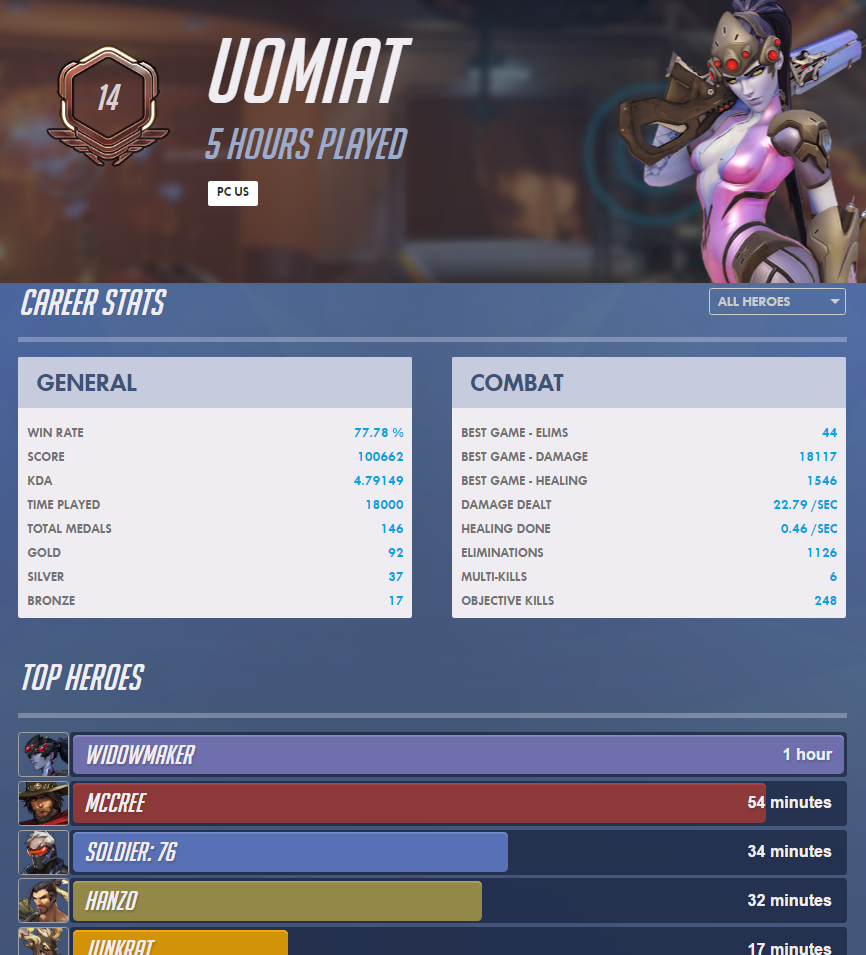 14
UOMIAT
5 HOURS PLAYED
PC US
CAREER STATS
ALL HEROES
GENERAL
WIN RATE 77.78 %
SCORE 100662
KDA 4.79149
TIME PLAYED 18000
TOTAL MEDALS 146
GOLD 92
SILVER 37
BRONZE 17
COMBAT
BEST GAME - ELIMS 44
BEST GAME - DAMAGE 18117
BEST GAME - HEALING 1546
DAMAGE DEALT 22.79 /SEC
HEALING DONE 0.46 /SEC
ELIMINATIONS 1126
MULTI-KILLS 6
OBJECTIVE KILLS 248
TOP HEROES
WIDOWMAKER 1 hour
MCCREE 54 minutes
SOLDIER: 76 34 minutes
HANZO 32 minutes
JUNKRAT 17 minutes